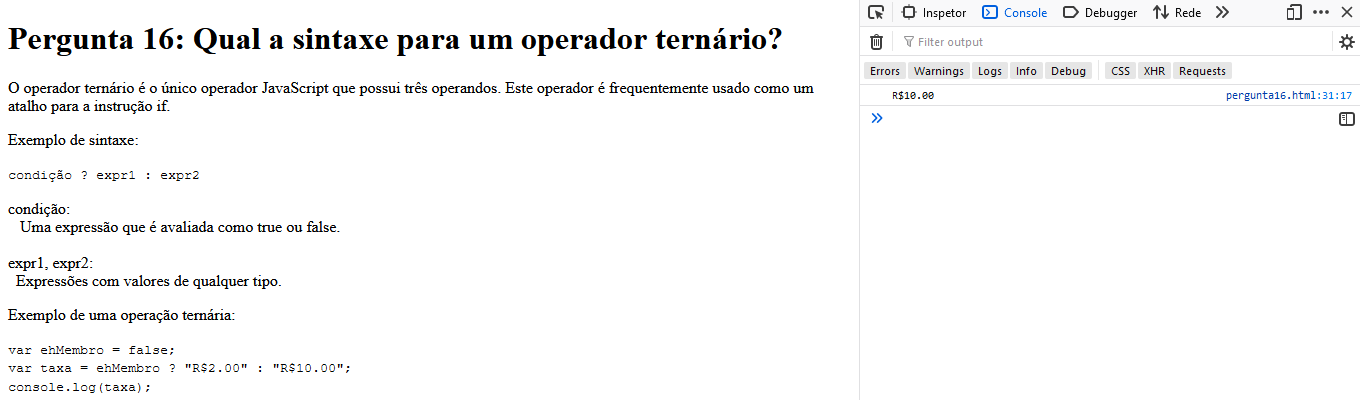 Pergunta 16: Qual a sintaxe para um operador ternário?
O operador ternário é o único operador JavaScript que possui três operandos. Este operador é frequentemente usado como um
atalho para a instrução if.
Exemplo de sintaxe:
condição ? expr1 : expr2
condição:
Uma expressão que é avaliada como true ou false.
expr1, expr2:
Expressões com valores de qualquer tipo.
Exemplo de uma operação ternária:
var ehMembro = false;
var taxa = ehMembro ? "R$2.00" : "R$10.00";
console.log(taxa);
Inspetor Console Debugger Rede
Filter output
Errors Warnings Logs Info Debug CSS XHR Requests
R$10.00 pergunta16.html:31:17